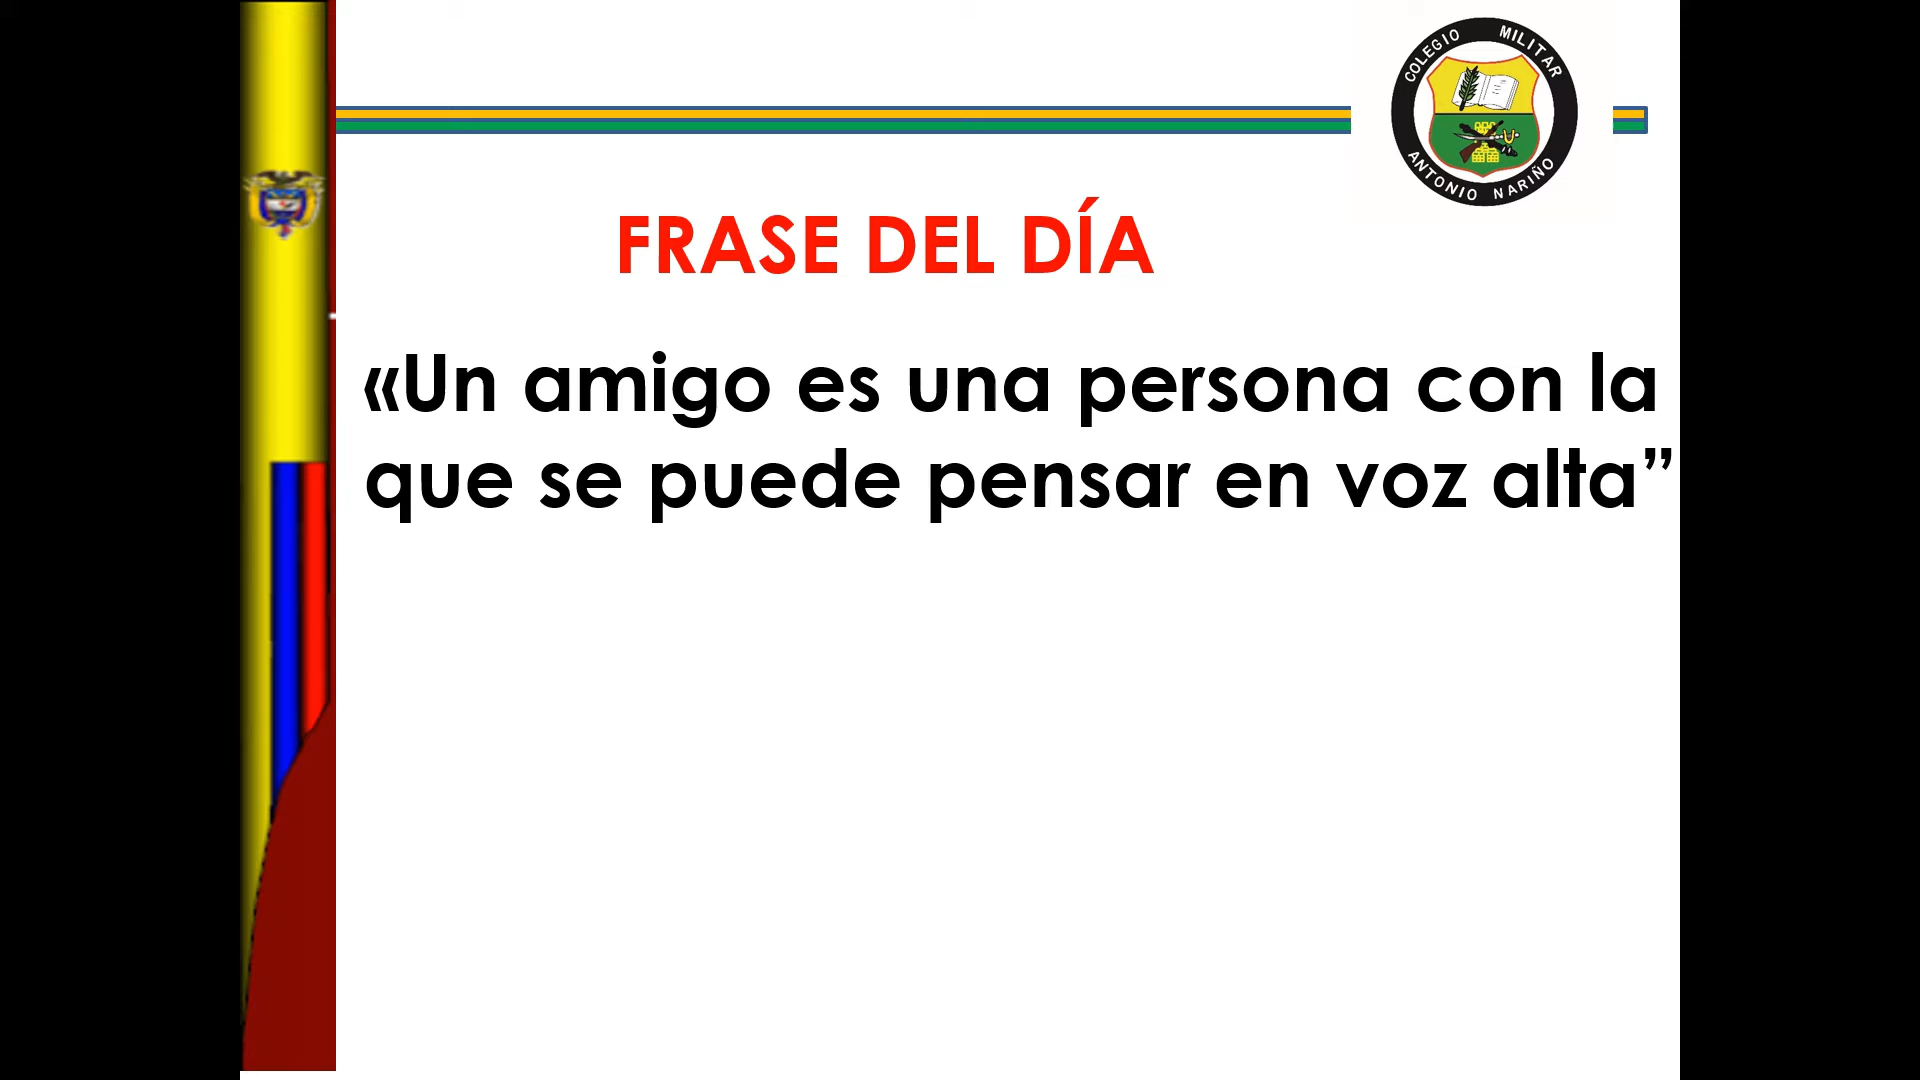 COLEGIO MILITAR
ANTONIO NARIÑO
FRASE DEL DÍA
«Un amigo es una persona con la
que se puede pensar en voz alta”